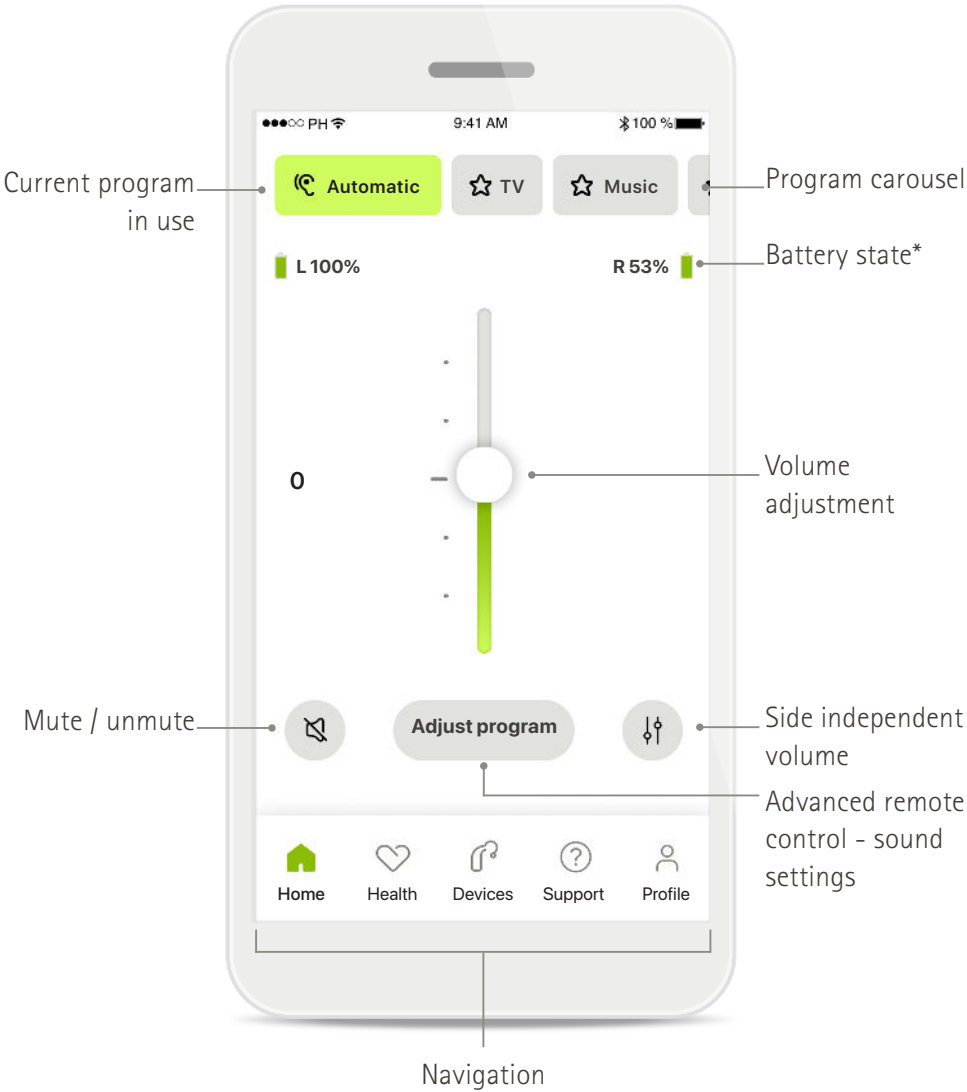 PH 9:41 AM 100 %
Current program
in use
Automatic TV Music
Program carousel
L 100% R 53%
Battery state*
0
Volume
adjustment
Mute / unmute
Adjust program
Side independent
volume
Advanced remote
control - sound
settings
Home Health Devices Support Profile
Navigation